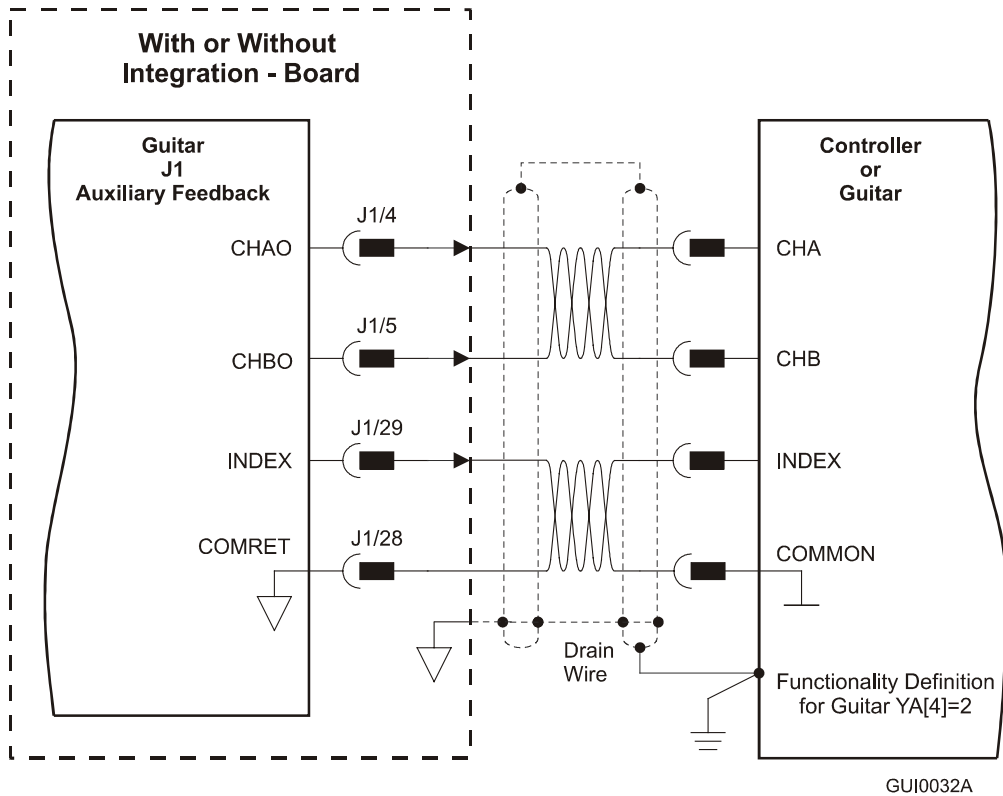 With or Without
Integration - Board
Guitar
J1
Auxiliary Feedback
Controller
or
Guitar
J1/4
CHAO
CHA
J1/5
CHBO
CHB
J1/29
INDEX
INDEX
J1/28
COMRET
COMMON
Drain
Wire
Functionality Definition
for Guitar YA[4]=2
GUI0032A